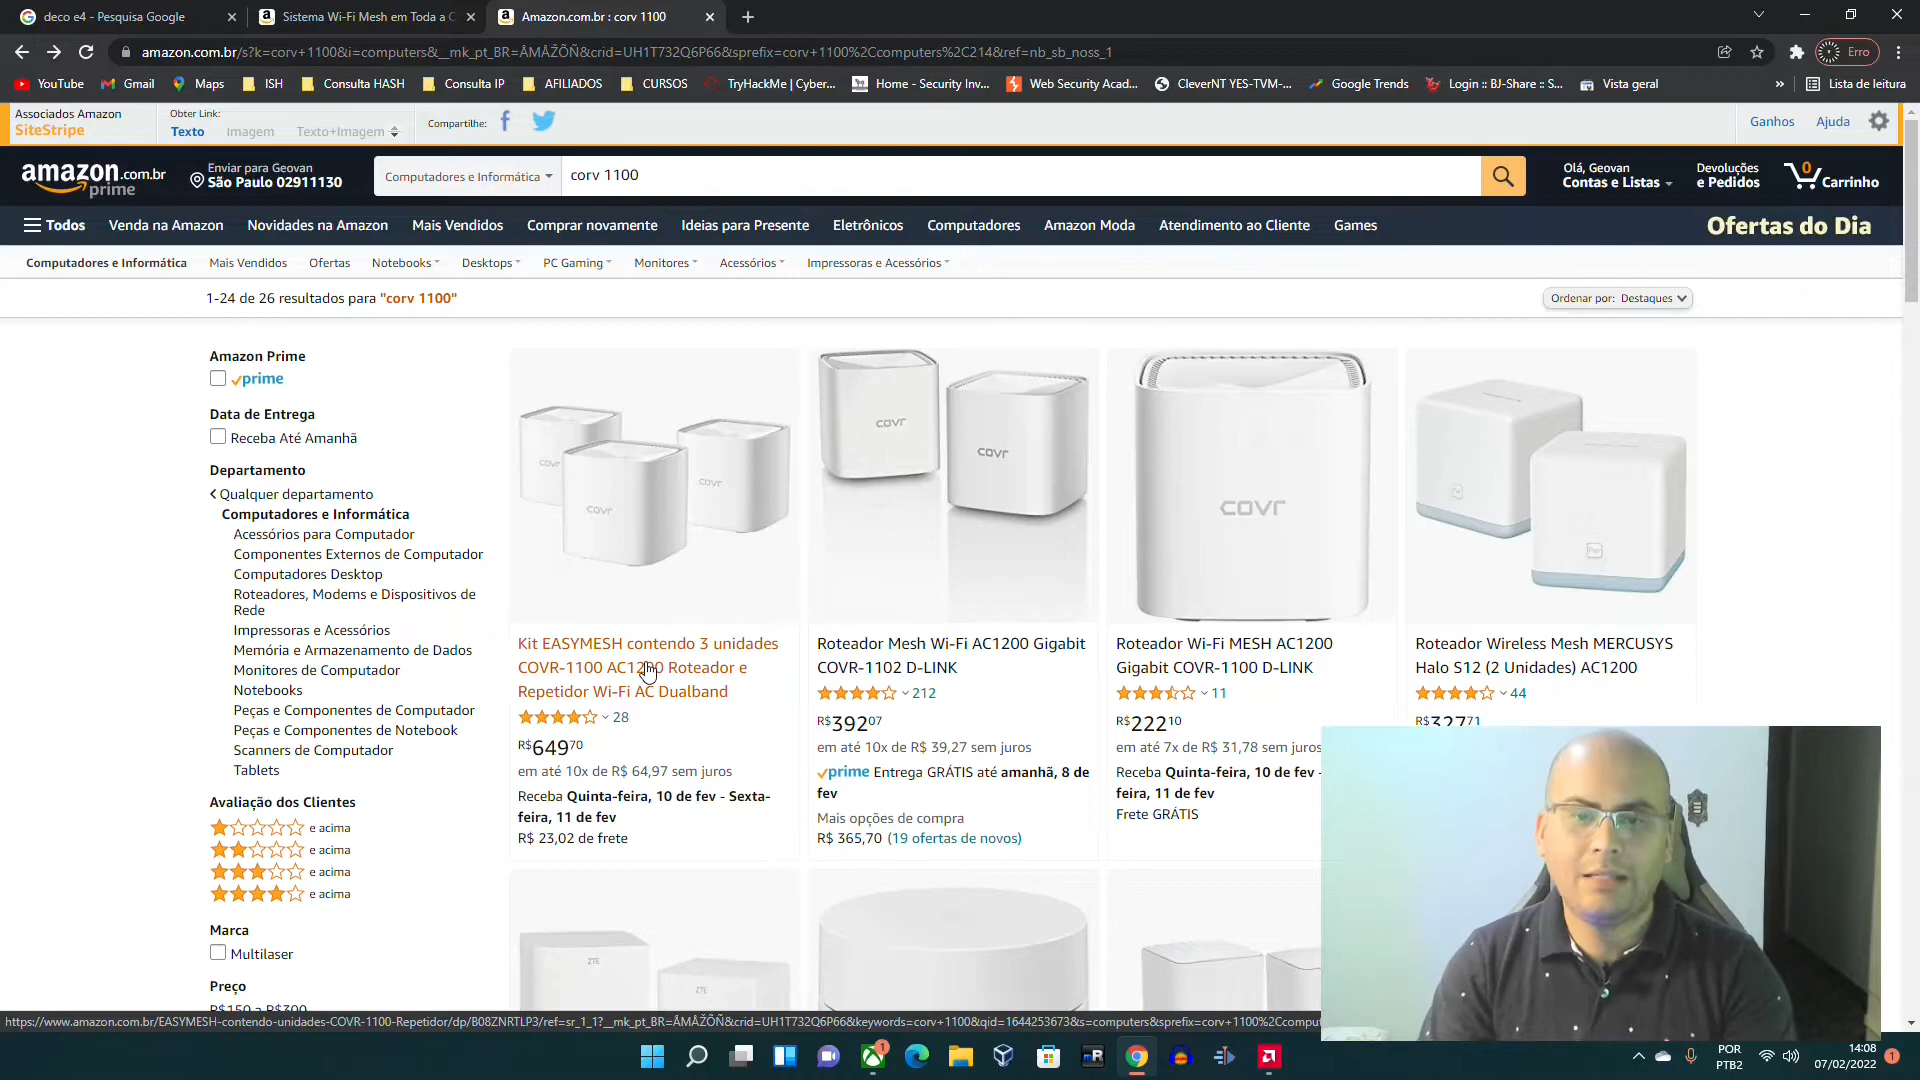 deco e4 - Pesquisa Google
Sistema Wi-Fi Mesh em Toda a C
Amazon.com.br : corv 1100
amazon.com.br/s?k=corv+1100&i=computers&__mk_pt_BR=ÅMÅŽÕÑ&crid=UH1T732Q6P66&sprefix=corv+1100%2Ccomputers%2C214&ref=nb_sb_noss_1
Erro
YouTube Gmail Maps ISH Consulta HASH Consulta IP AFILIADOS CURSOS TryHackMe | Cyber... Home - Security Inv... Web Security Acad... CleverNT YES-TVM-... Google Trends Login :: BJ-Share :: S... Vista geral » Lista de leitura
Associados Amazon
SiteStripe
Obter Link:
Texto Imagem Texto+Imagem
Compartilhe:
Ganhos Ajuda
amazon.com.br
prime
Enviar para Geovan
São Paulo 02911130
Computadores e Informática
corv 1100
Olá, Geovan
Contas e Listas
Devoluções
e Pedidos
0
Carrinho
Todos Venda na Amazon Novidades na Amazon Mais Vendidos Comprar novamente Ideias para Presente Eletrônicos Computadores Amazon Moda Atendimento ao Cliente Games Ofertas do Dia
Computadores e Informática Mais Vendidos Ofertas Notebooks Desktops PC Gaming Monitores Acessórios Impressoras e Acessórios
1-24 de 26 resultados para "corv 1100"
Ordenar por: Destaques
Amazon Prime
prime
Data de Entrega
Receba Até Amanhã
Departamento
Qualquer departamento
Computadores e Informática
Acessórios para Computador
Componentes Externos de Computador
Computadores Desktop
Roteadores, Modems e Dispositivos de
Rede
Impressoras e Acessórios
Memória e Armazenamento de Dados
Monitores de Computador
Notebooks
Peças e Componentes de Computador
Peças e Componentes de Notebook
Scanners de Computador
Tablets
Avaliação dos Clientes
e acima
e acima
e acima
e acima
Marca
Multilaser
Preço
R$150 a R$300
covr
covr
covr
Kit EASYMESH contendo 3 unidades
COVR-1100 AC1200 Roteador e
Repetidor Wi-Fi AC Dualband
28
R$64970
em até 10x de R$ 64,97 sem juros
Receba Quinta-feira, 10 de fev - Sexta-
feira, 11 de fev
R$ 23,02 de frete
covr
covr
Roteador Mesh Wi-Fi AC1200 Gigabit
COVR-1102 D-LINK
212
R$39207
em até 10x de R$ 39,27 sem juros
prime Entrega GRÁTIS até amanhã, 8 de
fev
Mais opções de compra
R$ 365,70 (19 ofertas de novos)
covr
Roteador Wi-Fi MESH AC1200
Gigabit COVR-1100 D-LINK
11
R$22210
em até 7x de R$ 31,78 sem juros
Receba Quinta-feira, 10 de fev -
feira, 11 de fev
Frete GRÁTIS
Roteador Wireless Mesh MERCUSYS
Halo S12 (2 Unidades) AC1200
44
R$32771
ZTE
ZTE
https://www.amazon.com.br/EASYMESH-contendo-unidades-COVR-1100-Repetidor/dp/B08ZNRTLP3/ref=sr_1_1?__mk_pt_BR=ÅMÅŽÕÑ&crid=UH1T732Q6P66&keywords=corv+1100&qid=1644253673&s=computers&sprefix=corv+1100%2Ccomput
1
mR
POR
PTB2
14:08
07/02/2022
1